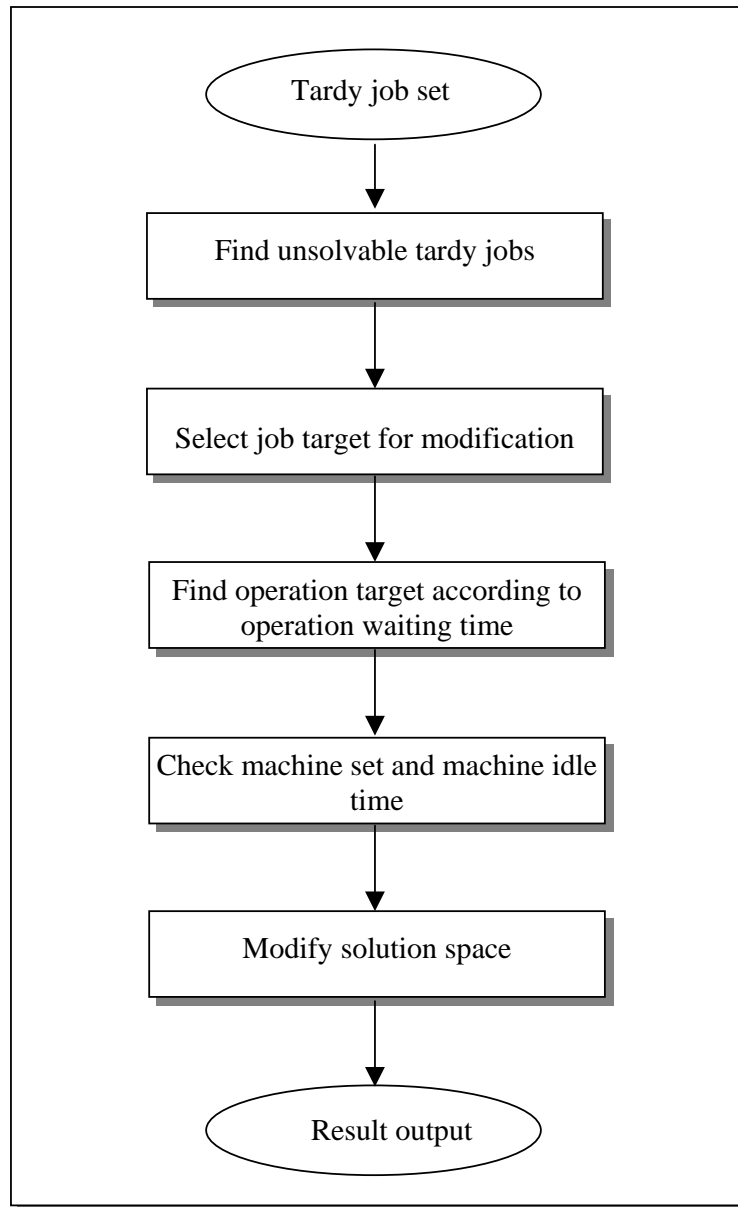 Tardy job set
Find unsolvable tardy jobs
Select job target for modification
Find operation target according to
operation waiting time
Check machine set and machine idle
time
Modify solution space
Result output